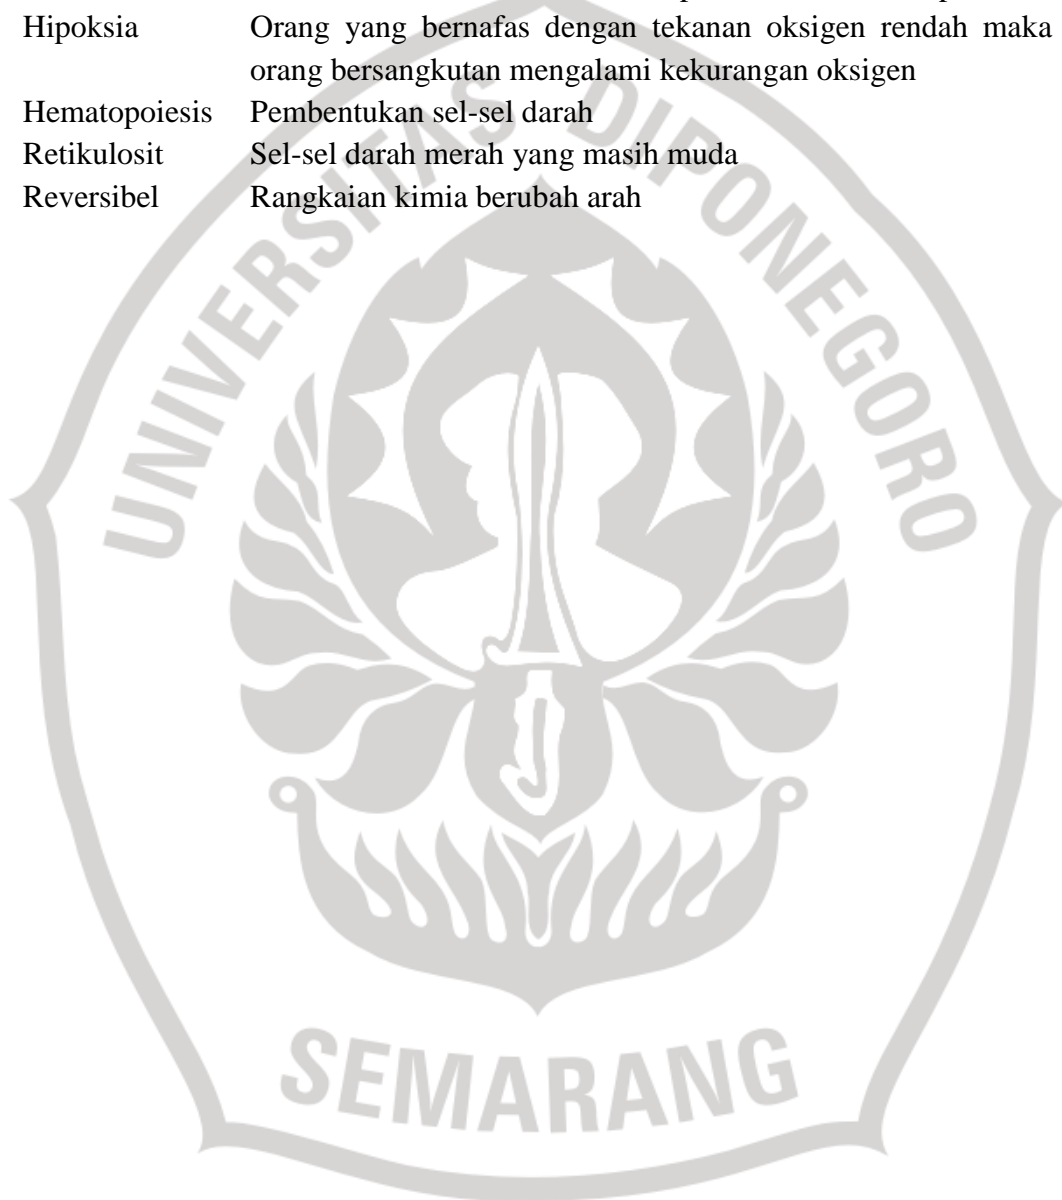 Hipoksia Orang yang bernafas dengan tekanan oksigen rendah maka
orang bersangkutan mengalami kekurangan oksigen
Hematopoiesis Pembentukan sel-sel darah
Retikulosit Sel-sel darah merah yang masih muda
Reversibel Rangkaian kimia berubah arah
UNIVERSITAS DIPONEGORO
SEMARANG